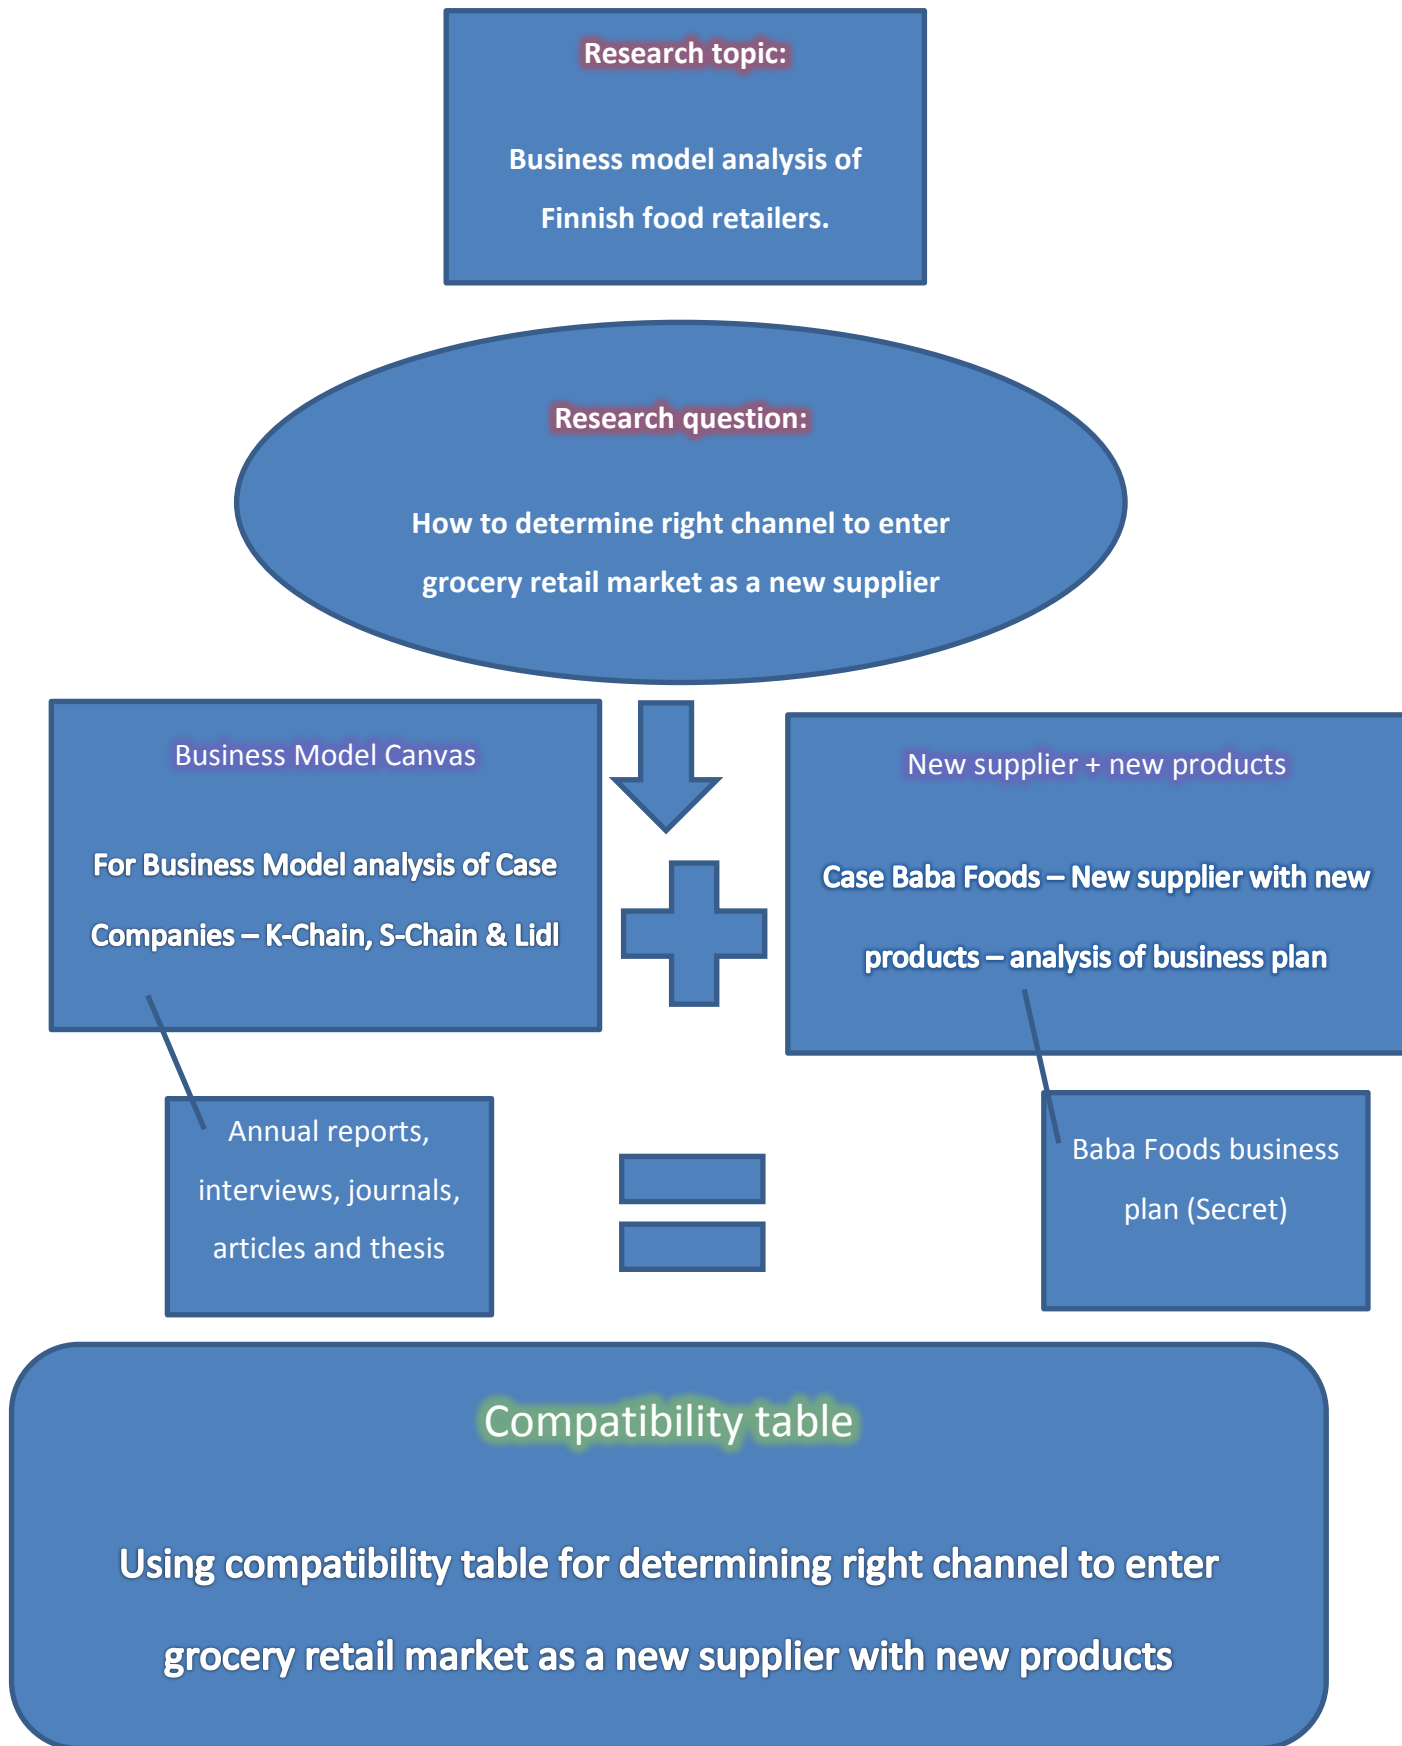 Research topic:
Business model analysis of
Finnish food retailers.
Research question:
How to determine right channel to enter
grocery retail market as a new supplier
Business Model Canvas
For Business Model analysis of Case
Companies – K-Chain, S-Chain & Lidl
New supplier + new products
Case Baba Foods – New supplier with new
products – analysis of business plan
Annual reports,
interviews, journals,
articles and thesis
Baba Foods business
plan (Secret)
Compatibility table
Using compatibility table for determining right channel to enter
grocery retail market as a new supplier with new products